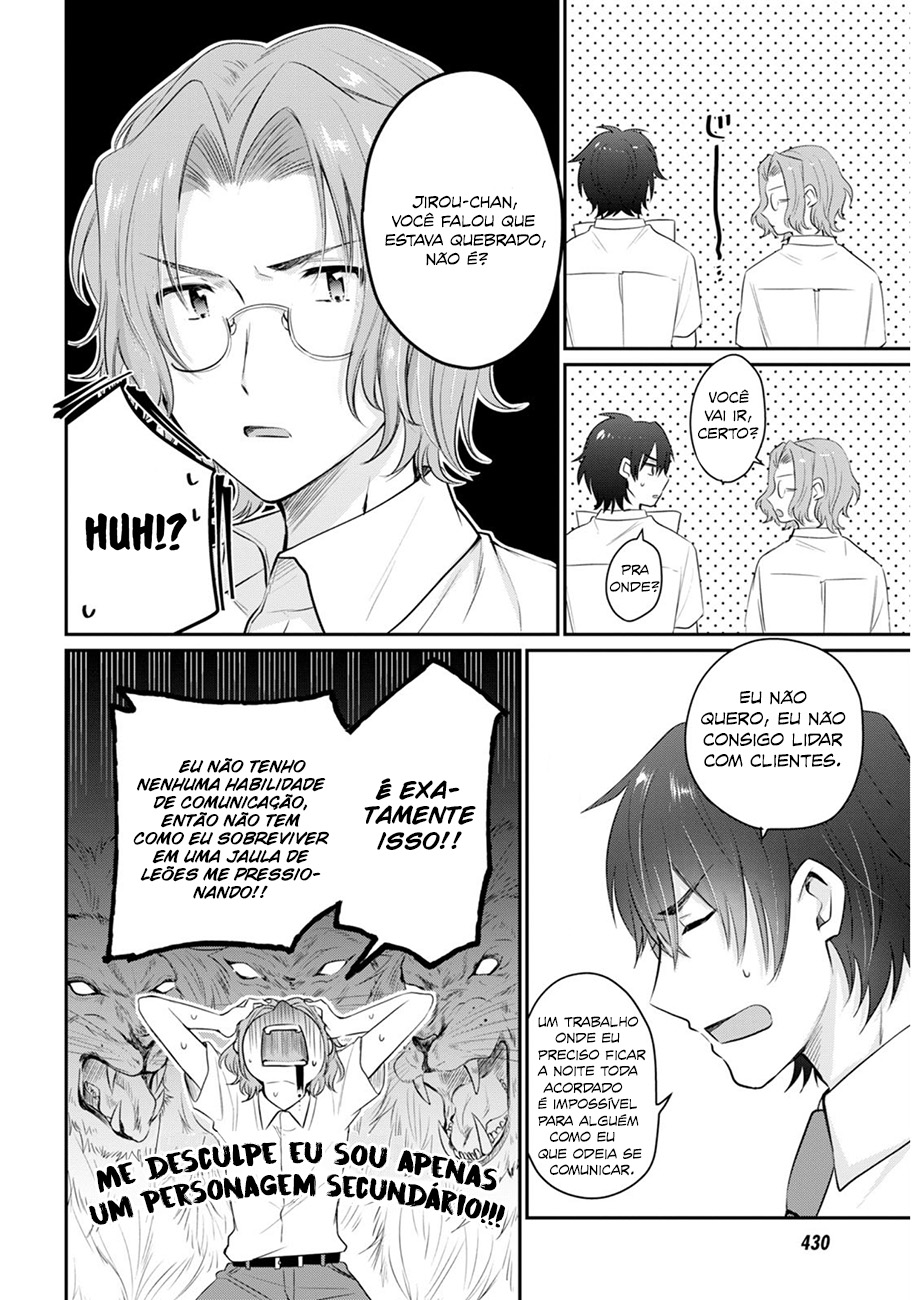 じーっ
VOCÊ
VAI IR,
CERTO?
PRA
ONDE?
JIROU-CHAN,
VOCÊ FALOU QUE
ESTAVA QUEBRADO,
NÃO É?
HUH!?
EU NÃO
QUERO, EU NÃO
CONSIGO LIDAR
COM CLIENTES.
UM TRABALHO
ONDE EU
PRECISO FICAR
A NOITE TODA
ACORDADO
É IMPOSSÍVEL
PARA ALGUÉM
COMO EU
QUE ODEIA SE
COMUNICAR.
É EXA-
TAMENTE
ISSO!!
EU NÃO TENHO
NENHUMA HABILIDADE
DE COMUNICAÇÃO,
ENTÃO NÃO TEM
COMO EU SOBREVIVER
EM UMA JAULA DE
LEÕES ME PRESSIO-
NANDO!!
ME DESCULPE EU SOU APENAS
UM PERSONAGEM SECUNDÁRIO!!!
430